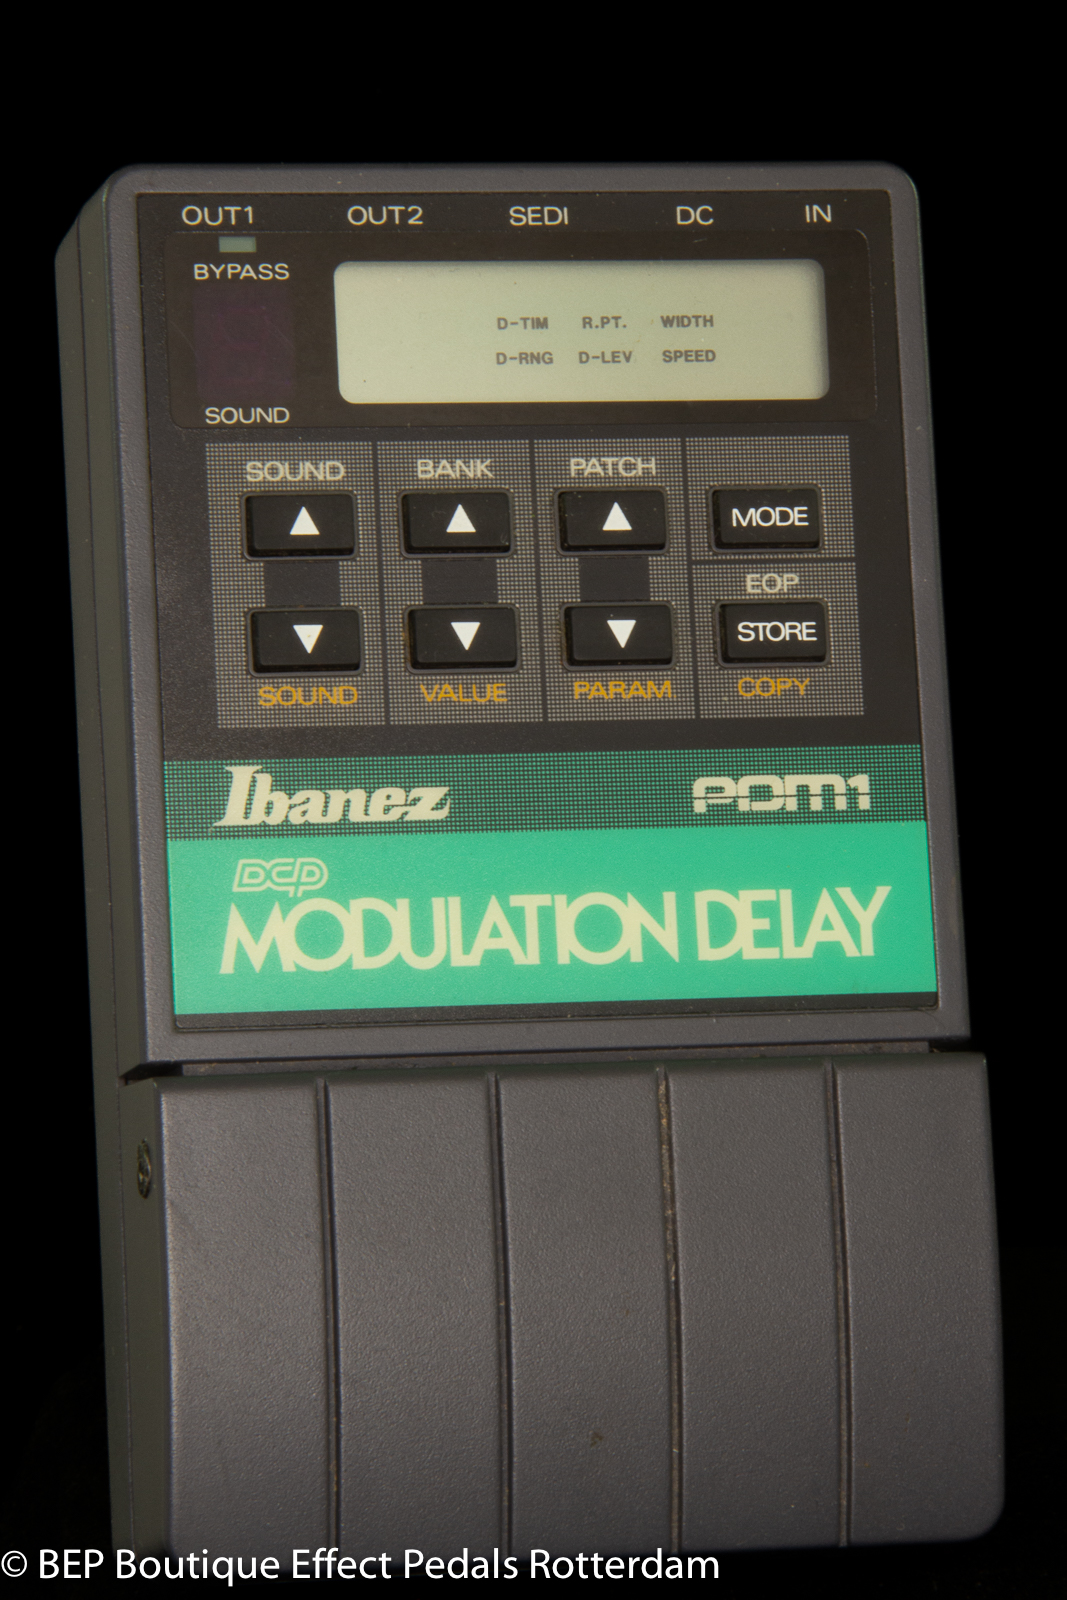 OUT1 OUT2 SEDI DC IN
BYPASS
D-TIM R.PT. WIDTH
D-RNG D-LEV SPEED
SOUND
SOUND BANK PATCH
MODE
EOP
STORE
SOUND VALUE PARAM COPY
Ibanez PDM1
DCP
MODULATION DELAY
© BEP Boutique Effect Pedals Rotterdam